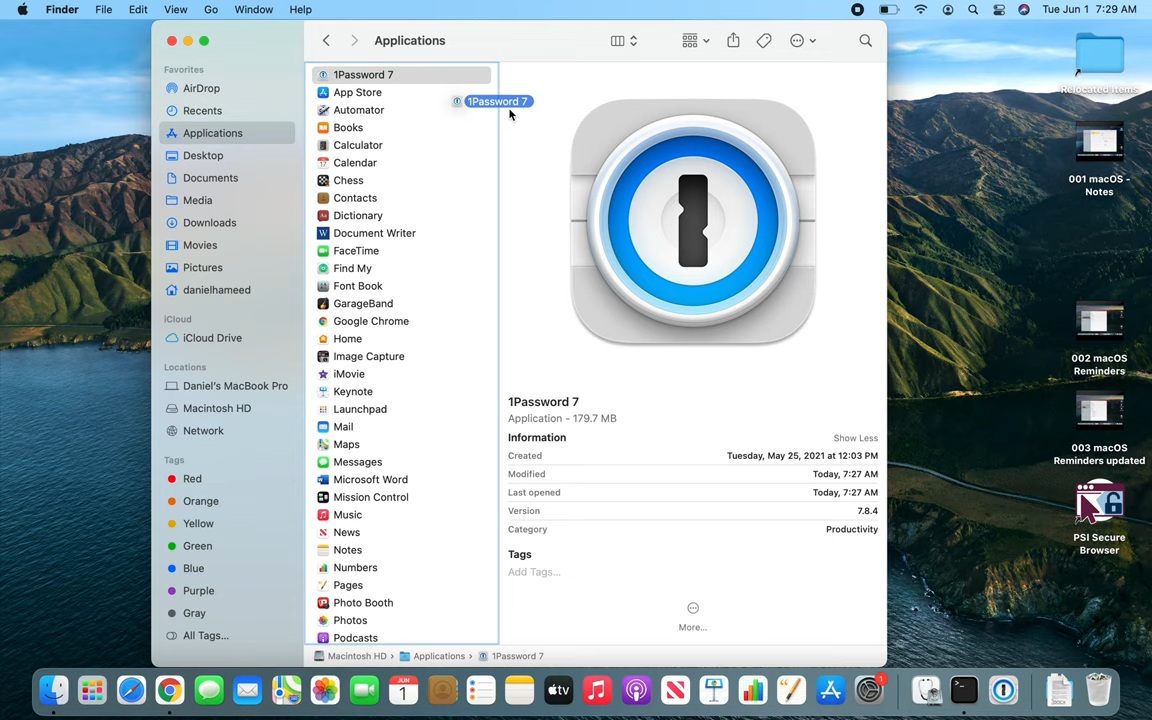 Finder File Edit View Go Window Help Tue Jun 1 7:29 AM
Applications
Favorites
AirDrop
Recents
Applications
Desktop
Documents
Media
Downloads
Movies
Pictures
danielhameed
iCloud
iCloud Drive
Locations
Daniel's MacBook Pro
Macintosh HD
Network
Tags
Red
Orange
Yellow
Green
Blue
Purple
Gray
All Tags...
1Password 7
App Store
1Password 7
Automator
Books
Calculator
Calendar
Chess
Contacts
Dictionary
Document Writer
FaceTime
Find My
Font Book
GarageBand
Google Chrome
Home
Image Capture
iMovie
Keynote
Launchpad
Mail
Maps
Messages
Microsoft Word
Mission Control
Music
News
Notes
Numbers
Pages
Photo Booth
Photos
Podcasts
1Password 7
Application - 179.7 MB
Information Show Less
Created Tuesday, May 25, 2021 at 12:03 PM
Modified Today, 7:27 AM
Last opened Today, 7:27 AM
Version 7.8.4
Category Productivity
Tags
Add Tags...
More...
Macintosh HD › Applications › 1Password 7
Relocated Items
001 macOS -
Notes
002 macOS
Reminders
003 macOS
Reminders updated
PSI Secure
Browser
JUN
1
tv
1